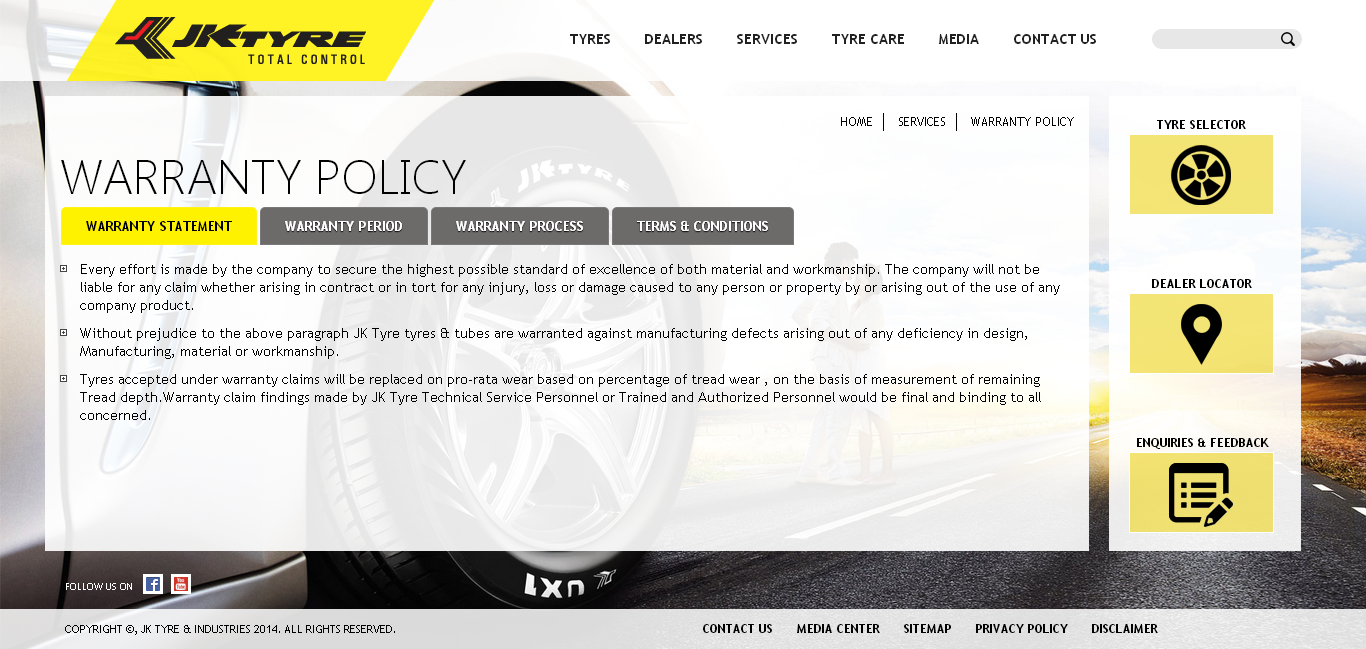 JK TYRE
TOTAL CONTROL
TYRES DEALERS SERVICES TYRE CARE MEDIA CONTACT US
HOME SERVICES WARRANTY POLICY
WARRANTY POLICY
WARRANTY STATEMENT WARRANTY PERIOD WARRANTY PROCESS TERMS & CONDITIONS
Every effort is made by the company to secure the highest possible standard of excellence of both material and workmanship. The company will not be
liable for any claim whether arising in contract or in tort for any injury, loss or damage caused to any person or property by or arising out of the use of any
company product.
Without prejudice to the above paragraph JK Tyre tyres & tubes are warranted against manufacturing defects arising out of any deficiency in design,
Manufacturing, material or workmanship.
Tyres accepted under warranty claims will be replaced on pro-rata wear based on percentage of tread wear , on the basis of measurement of remaining
Tread depth.Warranty claim findings made by JK Tyre Technical Service Personnel or Trained and Authorized Personnel would be final and binding to all
concerned.
TYRE SELECTOR
DEALER LOCATOR
ENQUIRIES & FEEDBACK
JK TYRE
UXI
FOLLOW US ON
You Tube
COPYRIGHT ©, JK TYRE & INDUSTRIES 2014. ALL RIGHTS RESERVED.
CONTACT US MEDIA CENTER SITEMAP PRIVACY POLICY DISCLAIMER